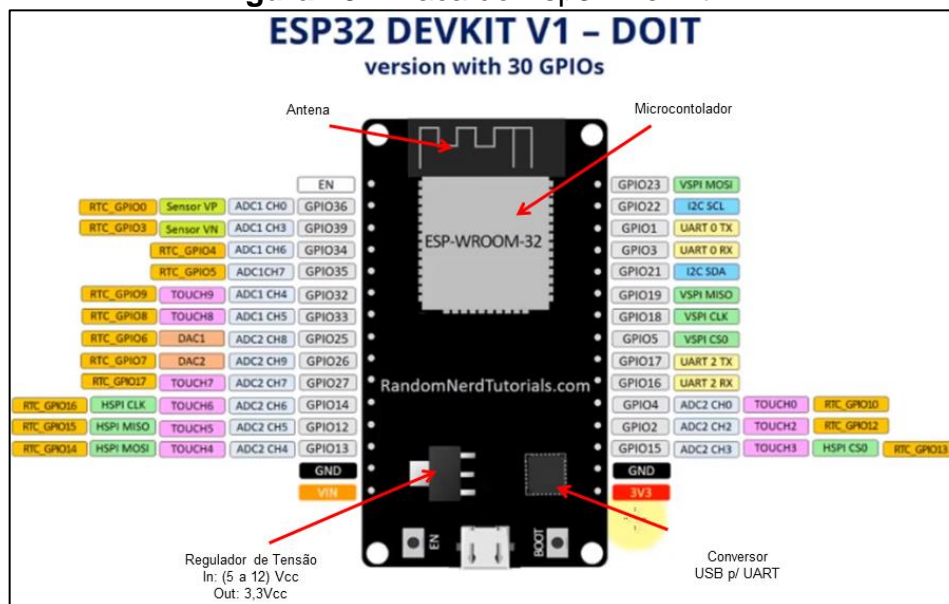 ESP32 DEVKIT V1 – DOIT
version with 30 GPIOs
Antena
Microcontolador
EN
RTC_GPIO0 Sensor VP ADC1 CH0 GPIO36
RTC_GPIO3 Sensor VN ADC1 CH3 GPIO39
RTC_GPIO4 ADC1 CH6 GPIO34
RTC_GPIO5 ADC1CH7 GPIO35
RTC_GPIO9 TOUCH9 ADC1 CH4 GPIO32
RTC_GPIO8 TOUCH8 ADC1 CH5 GPIO33
RTC_GPIO6 DAC1 ADC2 CH8 GPIO25
RTC_GPIO7 DAC2 ADC2 CH9 GPIO26
RTC_GPIO17 TOUCH7 ADC2 CH7 GPIO27
RTC_GPIO16 HSPI CLK TOUCH6 ADC2 CH6 GPIO14
RTC_GPIO15 HSPI MISO TOUCH5 ADC2 CH5 GPIO12
RTC_GPIO14 HSPI MOSI TOUCH4 ADC2 CH4 GPIO13
GND
VIN
ESP-WROOM-32
RandomNerdTutorials.com
EN
BOOT
GPIO23 VSPI MOSI
GPIO22 I2C SCL
GPIO1 UART 0 TX
GPIO3 UART 0 RX
GPIO21 I2C SDA
GPIO19 VSPI MISO
GPIO18 VSPI CLK
GPIO5 VSPI CS0
GPIO17 UART 2 TX
GPIO16 UART 2 RX
GPIO4 ADC2 CH0 TOUCH0 RTC_GPIO10
GPIO2 ADC2 CH2 TOUCH2 RTC_GPIO12
GPIO15 ADC2 CH3 TOUCH3 HSPI CS0 RTC_GPIO13
GND
3V3
Regulador de Tensão
In: (5 a 12) Vcc
Out: 3,3Vcc
Conversor
USB p/ UART